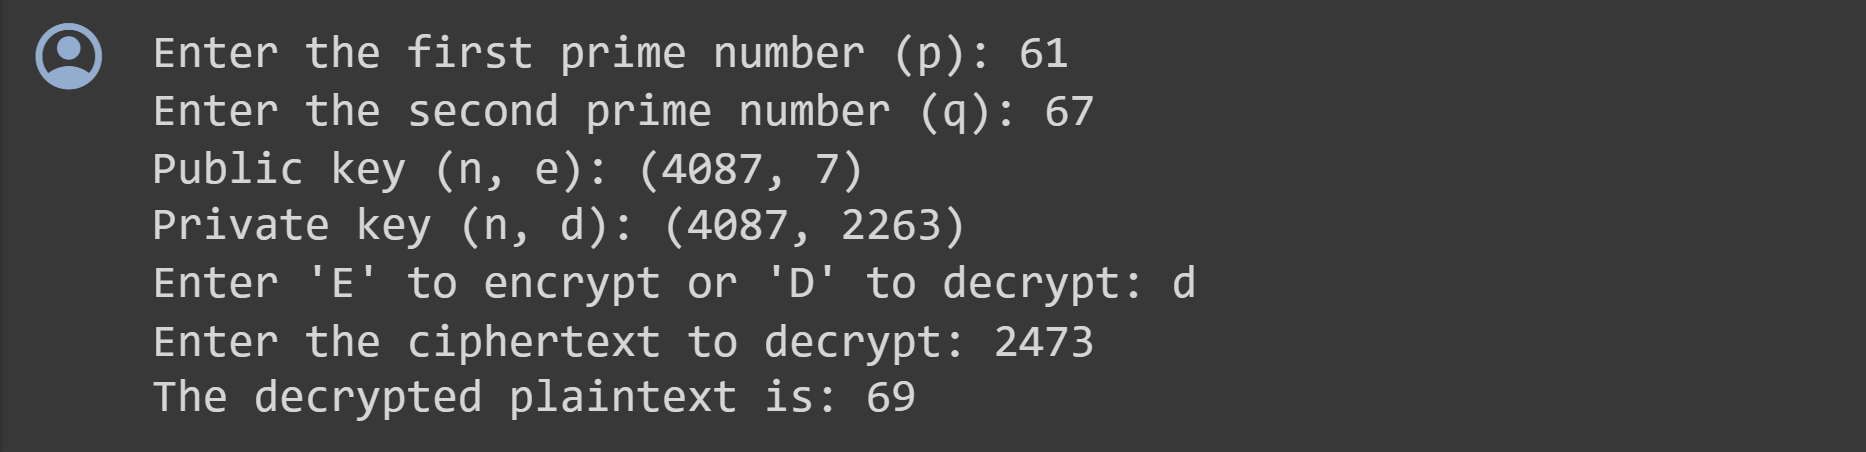 Enter the first prime number (p): 61
Enter the second prime number (q): 67
Public key (n, e): (4087, 7)
Private key (n, d): (4087, 2263)
Enter 'E' to encrypt or 'D' to decrypt: d
Enter the ciphertext to decrypt: 2473
The decrypted plaintext is: 69